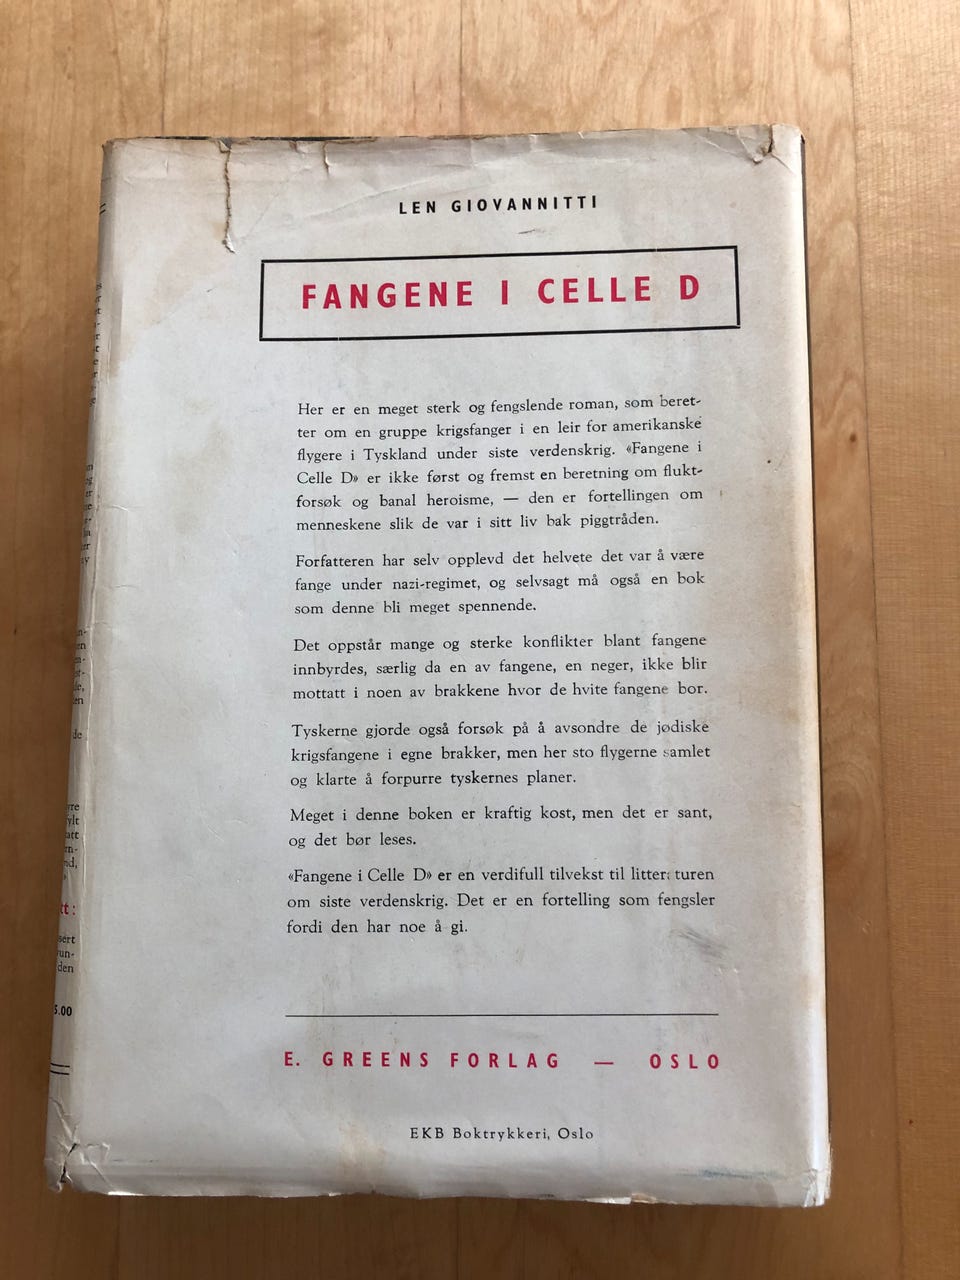 LEN GIOVANNITTI
FANGENE I CELLE D
Her er en meget sterk og fengslende roman, som beret-
ter om en gruppe krigsfanger i en leir for amerikanske
flygere i Tyskland under siste verdenskrig. «Fangene i
Celle D» er ikke først og fremst en beretning om flukt-
forsøk og banal heroisme, — den er fortellingen om
menneskene slik de var i sitt liv bak piggtråden.
Forfatteren har selv opplevd det helvete det var å være
fange under nazi-regimet, og selvsagt må også en bok
som denne bli meget spennende.
Det oppstår mange og sterke konflikter blant fangene
innbyrdes, særlig da en av fangene, en neger, ikke blir
mottatt i noen av brakkene hvor de hvite fangene bor.
Tyskerne gjorde også forsøk på å avsondre de jødiske
krigsfangene i egne brakker, men her sto flygerne samlet
og klarte å forpurre tyskernes planer.
Meget i denne boken er kraftig kost, men det er sant,
og det bør leses.
«Fangene i Celle D» er en verdifull tilvekst til litteraturen
om siste verdenskrig. Det er en fortelling som fengsler
fordi den har noe å gi.
E. GREENS FORLAG — OSLO
EKB Boktrykkeri, Oslo